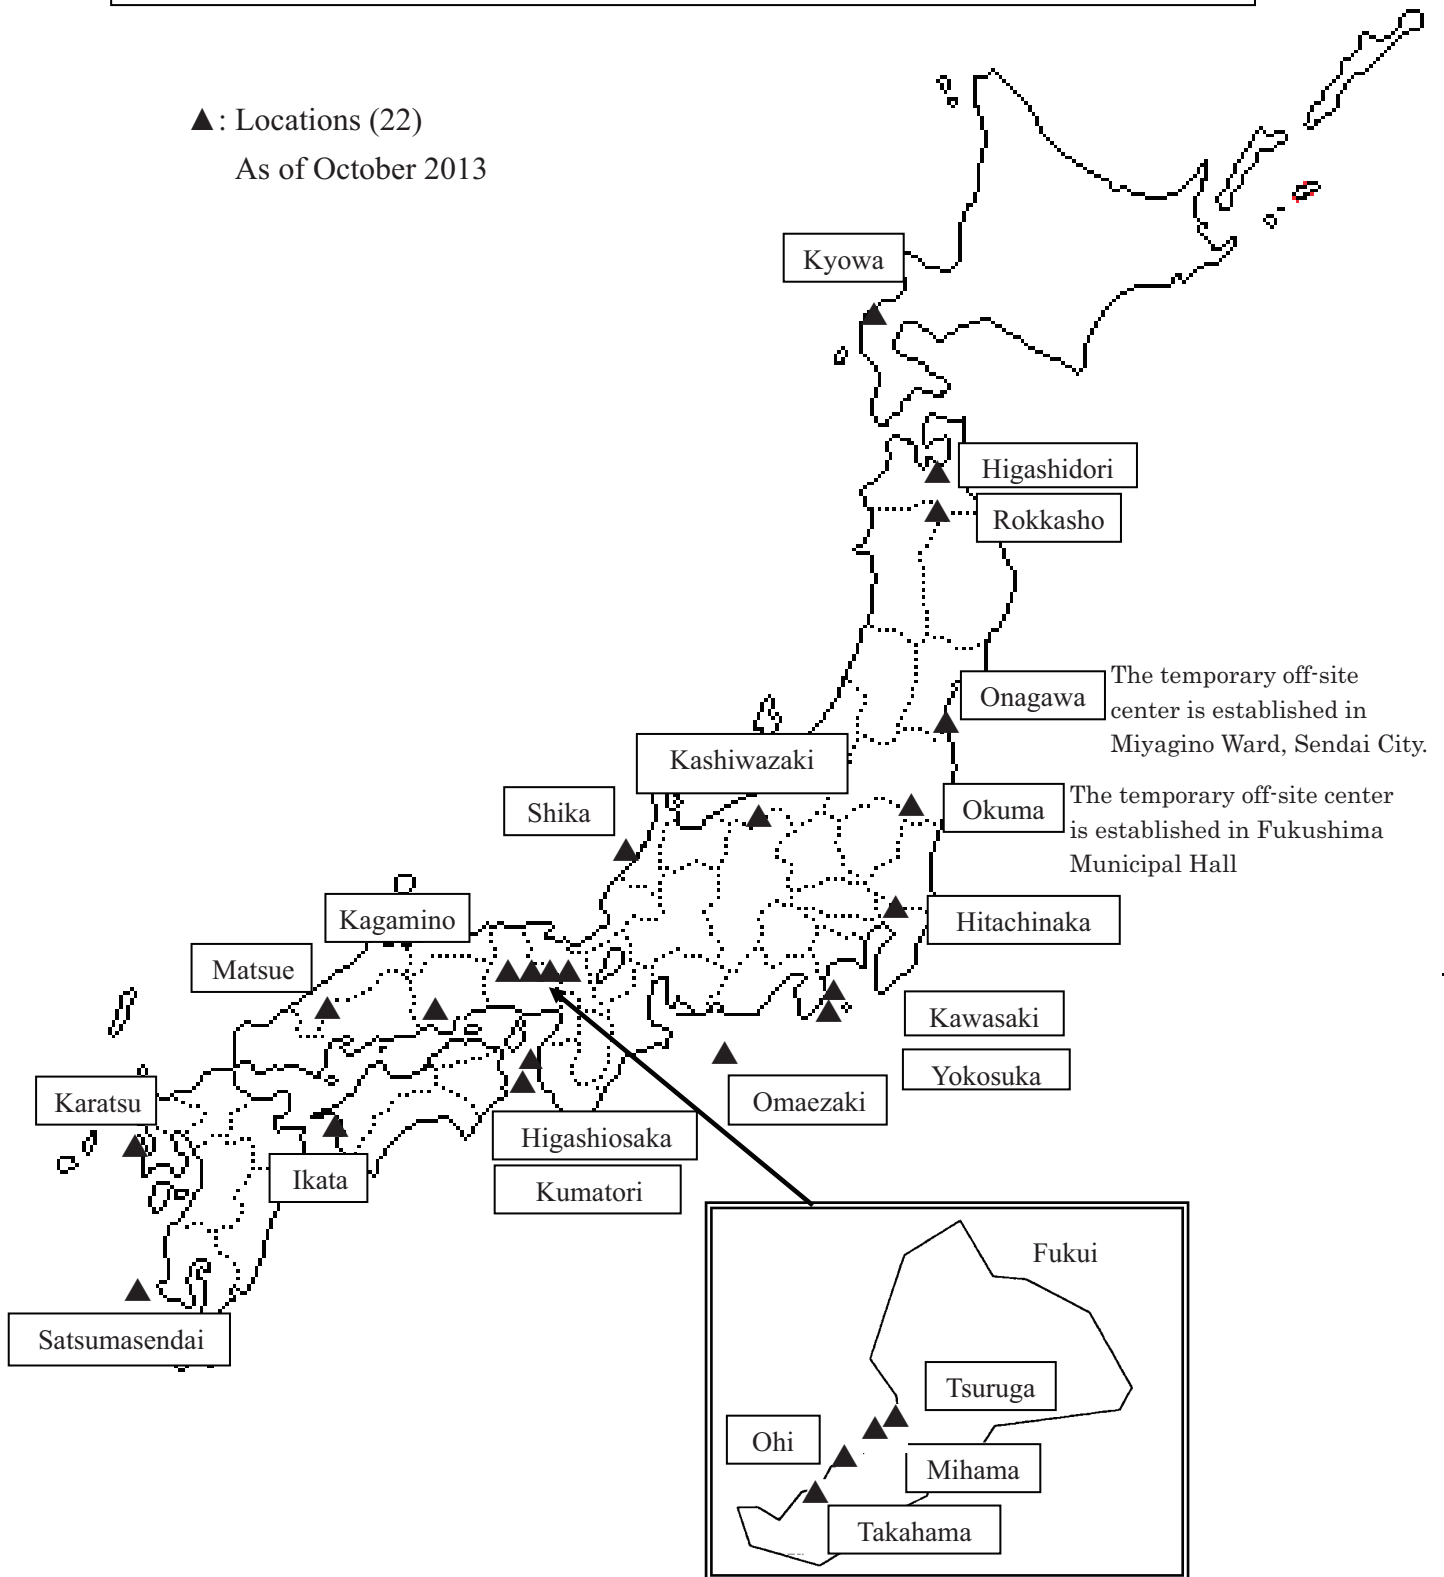 ▲: Locations (22)
As of October 2013
Kyowa
Higashidori
Rokkasho
Onagawa
The temporary off-site
center is established in
Miyagino Ward, Sendai City.
Kashiwazaki
Shika
Okuma
The temporary off-site center
is established in Fukushima
Municipal Hall
Kagamino
Hitachinaka
Matsue
Kawasaki
Yokosuka
Karatsu
Omaezaki
Higashiosaka
Ikata
Kumatori
Fukui
Satsumasendai
Tsuruga
Ohi
Mihama
Takahama